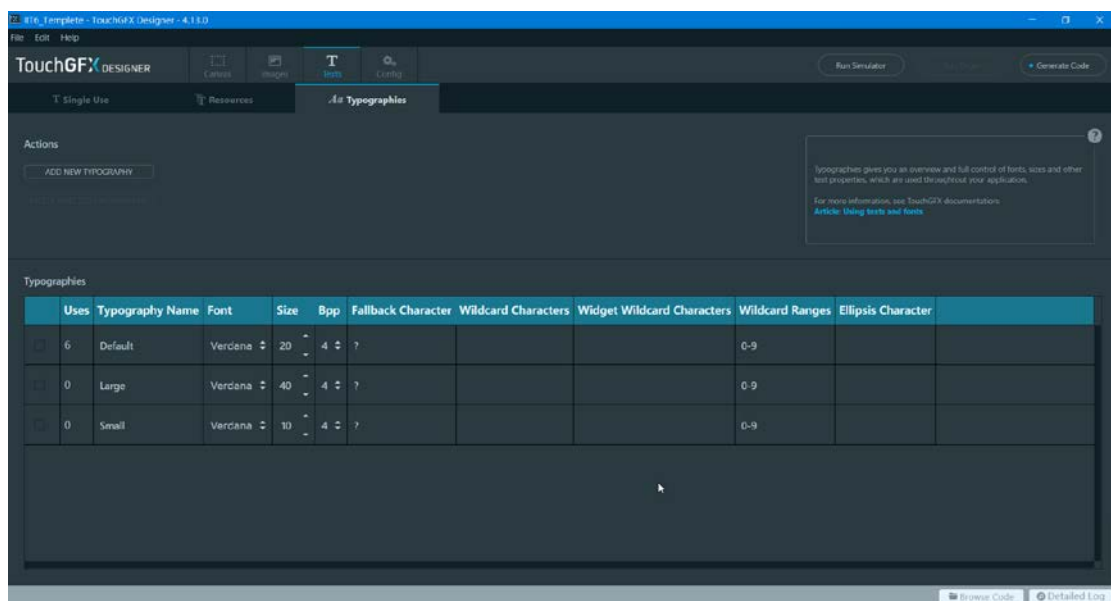 816_Templete - TouchGFX Designer - 4.13.0
File Edit Help
TouchGFX DESIGNER
Canvas
Images
Texts
Config
Run Simulator
Generate Code
Single Use
Resources
Typographies
Actions
ADD NEW TYPOGRAPHY
Typographies gives you an overview and full control of fonts, sizes and other
text properties, which are used throughout your application.
For more information, see TouchGFX documentation:
Article: Using texts and fonts
Typographies
Uses Typography Name Font Size Bpp Fallback Character Wildcard Characters Widget Wildcard Characters Wildcard Ranges Ellipsis Character
6 Default Verdana 20 4 ? 0-9
0 Large Verdana 40 4 ? 0-9
0 Small Verdana 10 4 ? 0-9
Browse Code
Detailed Log